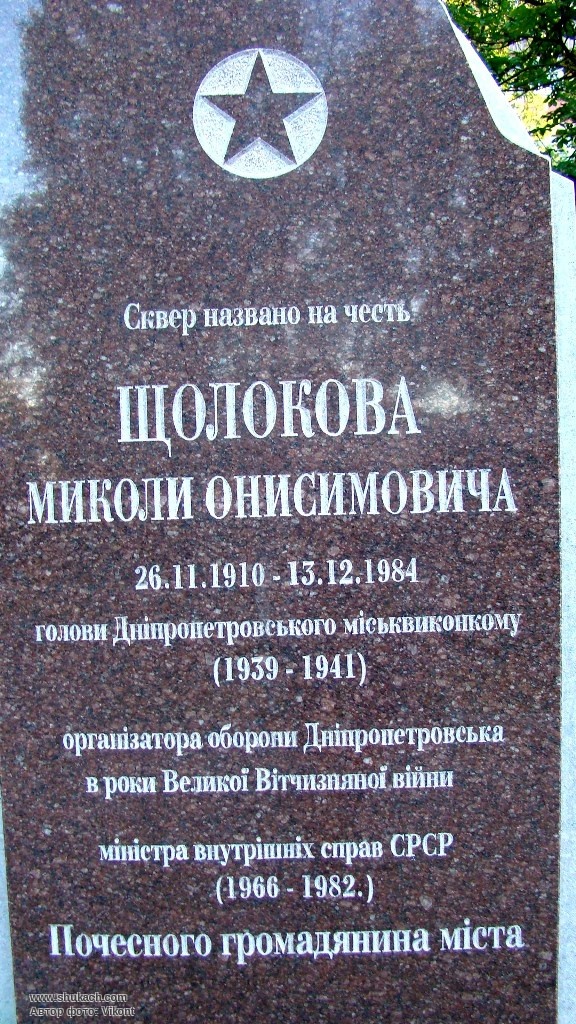 Сквер названо на честь
ЩОЛОКОВА
МИКОЛИ ОНИСИМОВИЧА
26.11.1910 - 13.12.1984
голови Дніпропетровського міськвиконкому
(1939 - 1941)
організатора оборони Дніпропетровська
в роки Великої Вітчизняної війни
міністра внутрішніх справ СРСР
(1966 - 1982.)
Почесного громадянина міста
www.shukach.com
Автор фото: Vikont